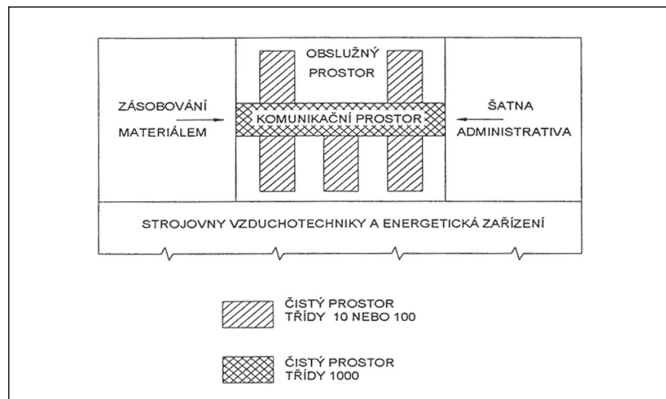 OBSLUŽNÝ
PROSTOR
ZÁSOBOVÁNÍ
MATERIÁLEM
KOMUNIKAČNÍ PROSTOR
ŠATNA
ADMINISTRATIVA
STROJOVNY VZDUCHOTECHNIKY A ENERGETICKÁ ZAŘÍZENÍ
ČISTÝ PROSTOR
TŘÍDY 10 NEBO 100
ČISTÝ PROSTOR
TŘÍDY 1000